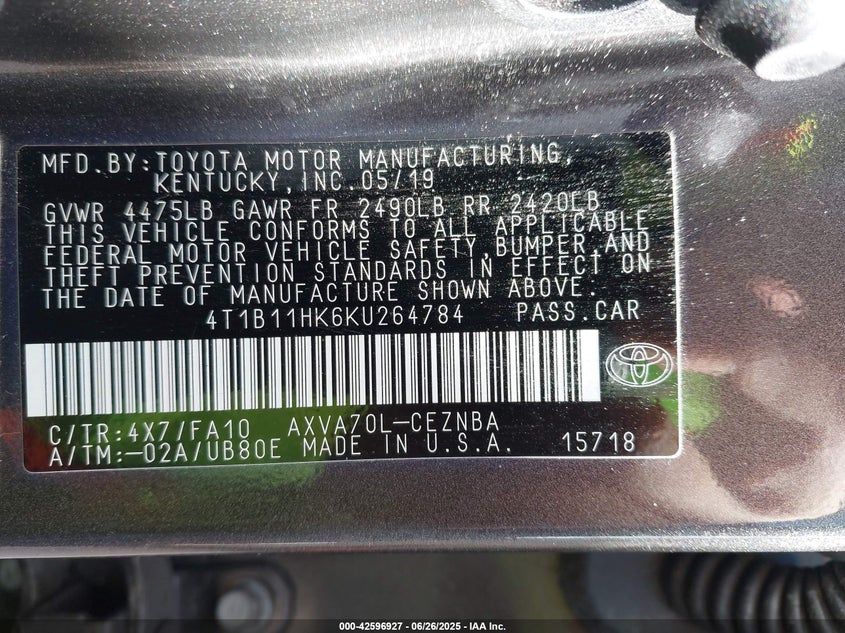 MFD.BY:TOYOTA MOTOR MANUFACTURING,
KENTUCKY,INC.05/19
GVWR 4475LB GAWR FR 2490LB RR 2420LB
THIS VEHICLE CONFORMS TO ALL APPLICABLE
FEDERAL MOTOR VEHICLE SAFETY,BUMPER,AND
THEFT PREVENTION STANDARDS IN EFFECT ON
THE DATE OF MANUFACTURE SHOWN ABOVE.
4T1B11HK6KU264784 PASS.CAR
C/TR:4X7/FA10 AXVA70L-CEZNBA
A/TM:-02A/UB80E MADE IN U.S.A. 15718
000-42596927 - 06/26/2025 - IAA Inc.